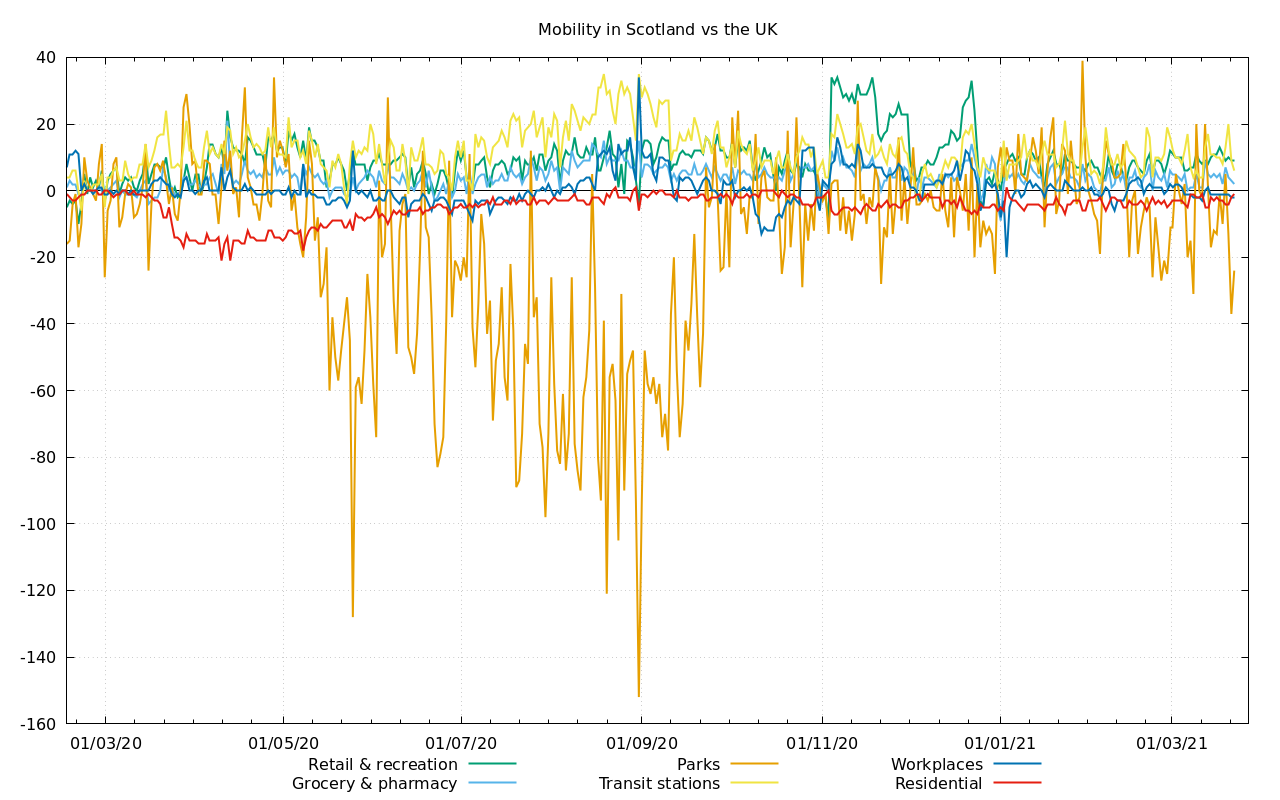 Mobility in Scotland vs the UK
40
20
0
-20
-40
-60
-80
-100
-120
-140
-160
01/03/20 01/05/20 01/07/20 01/09/20 01/11/20 01/01/21 01/03/21
Retail & recreation Parks Workplaces
Grocery & pharmacy Transit stations Residential